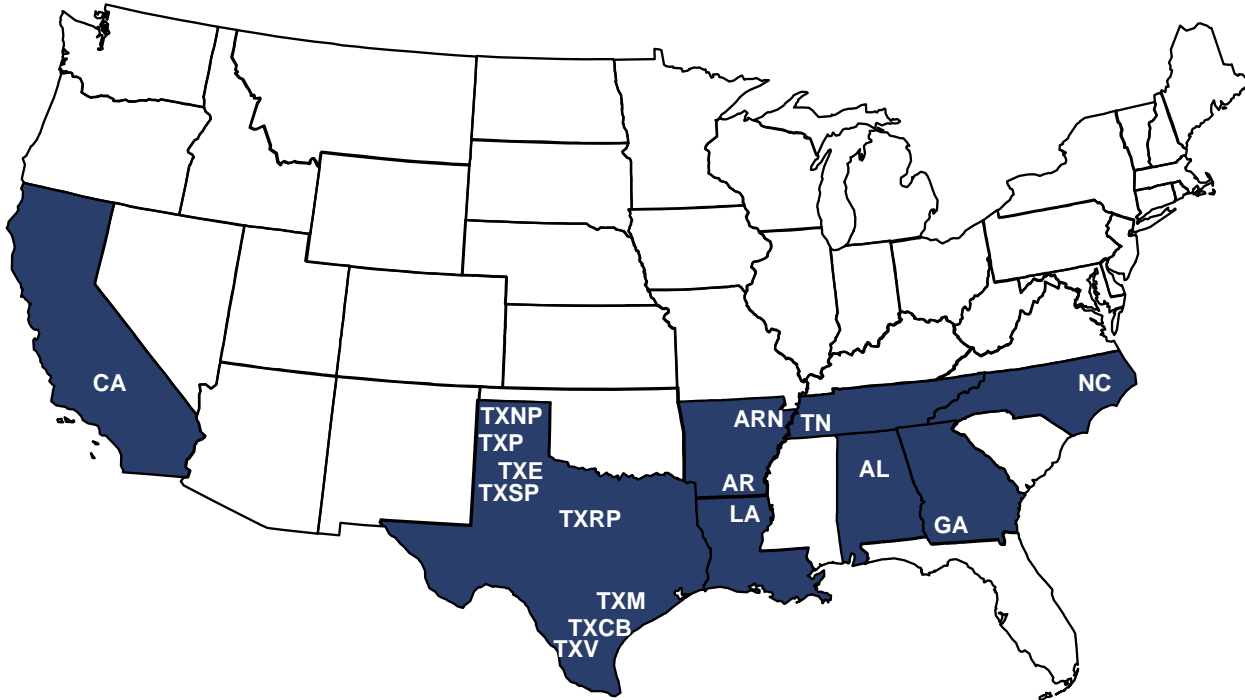 CA
NC
TXNP
ARN
TN
TXP
TXE
AL
TXSP
AR
LA
TXRP
GA
TXM
TXCB
TXV